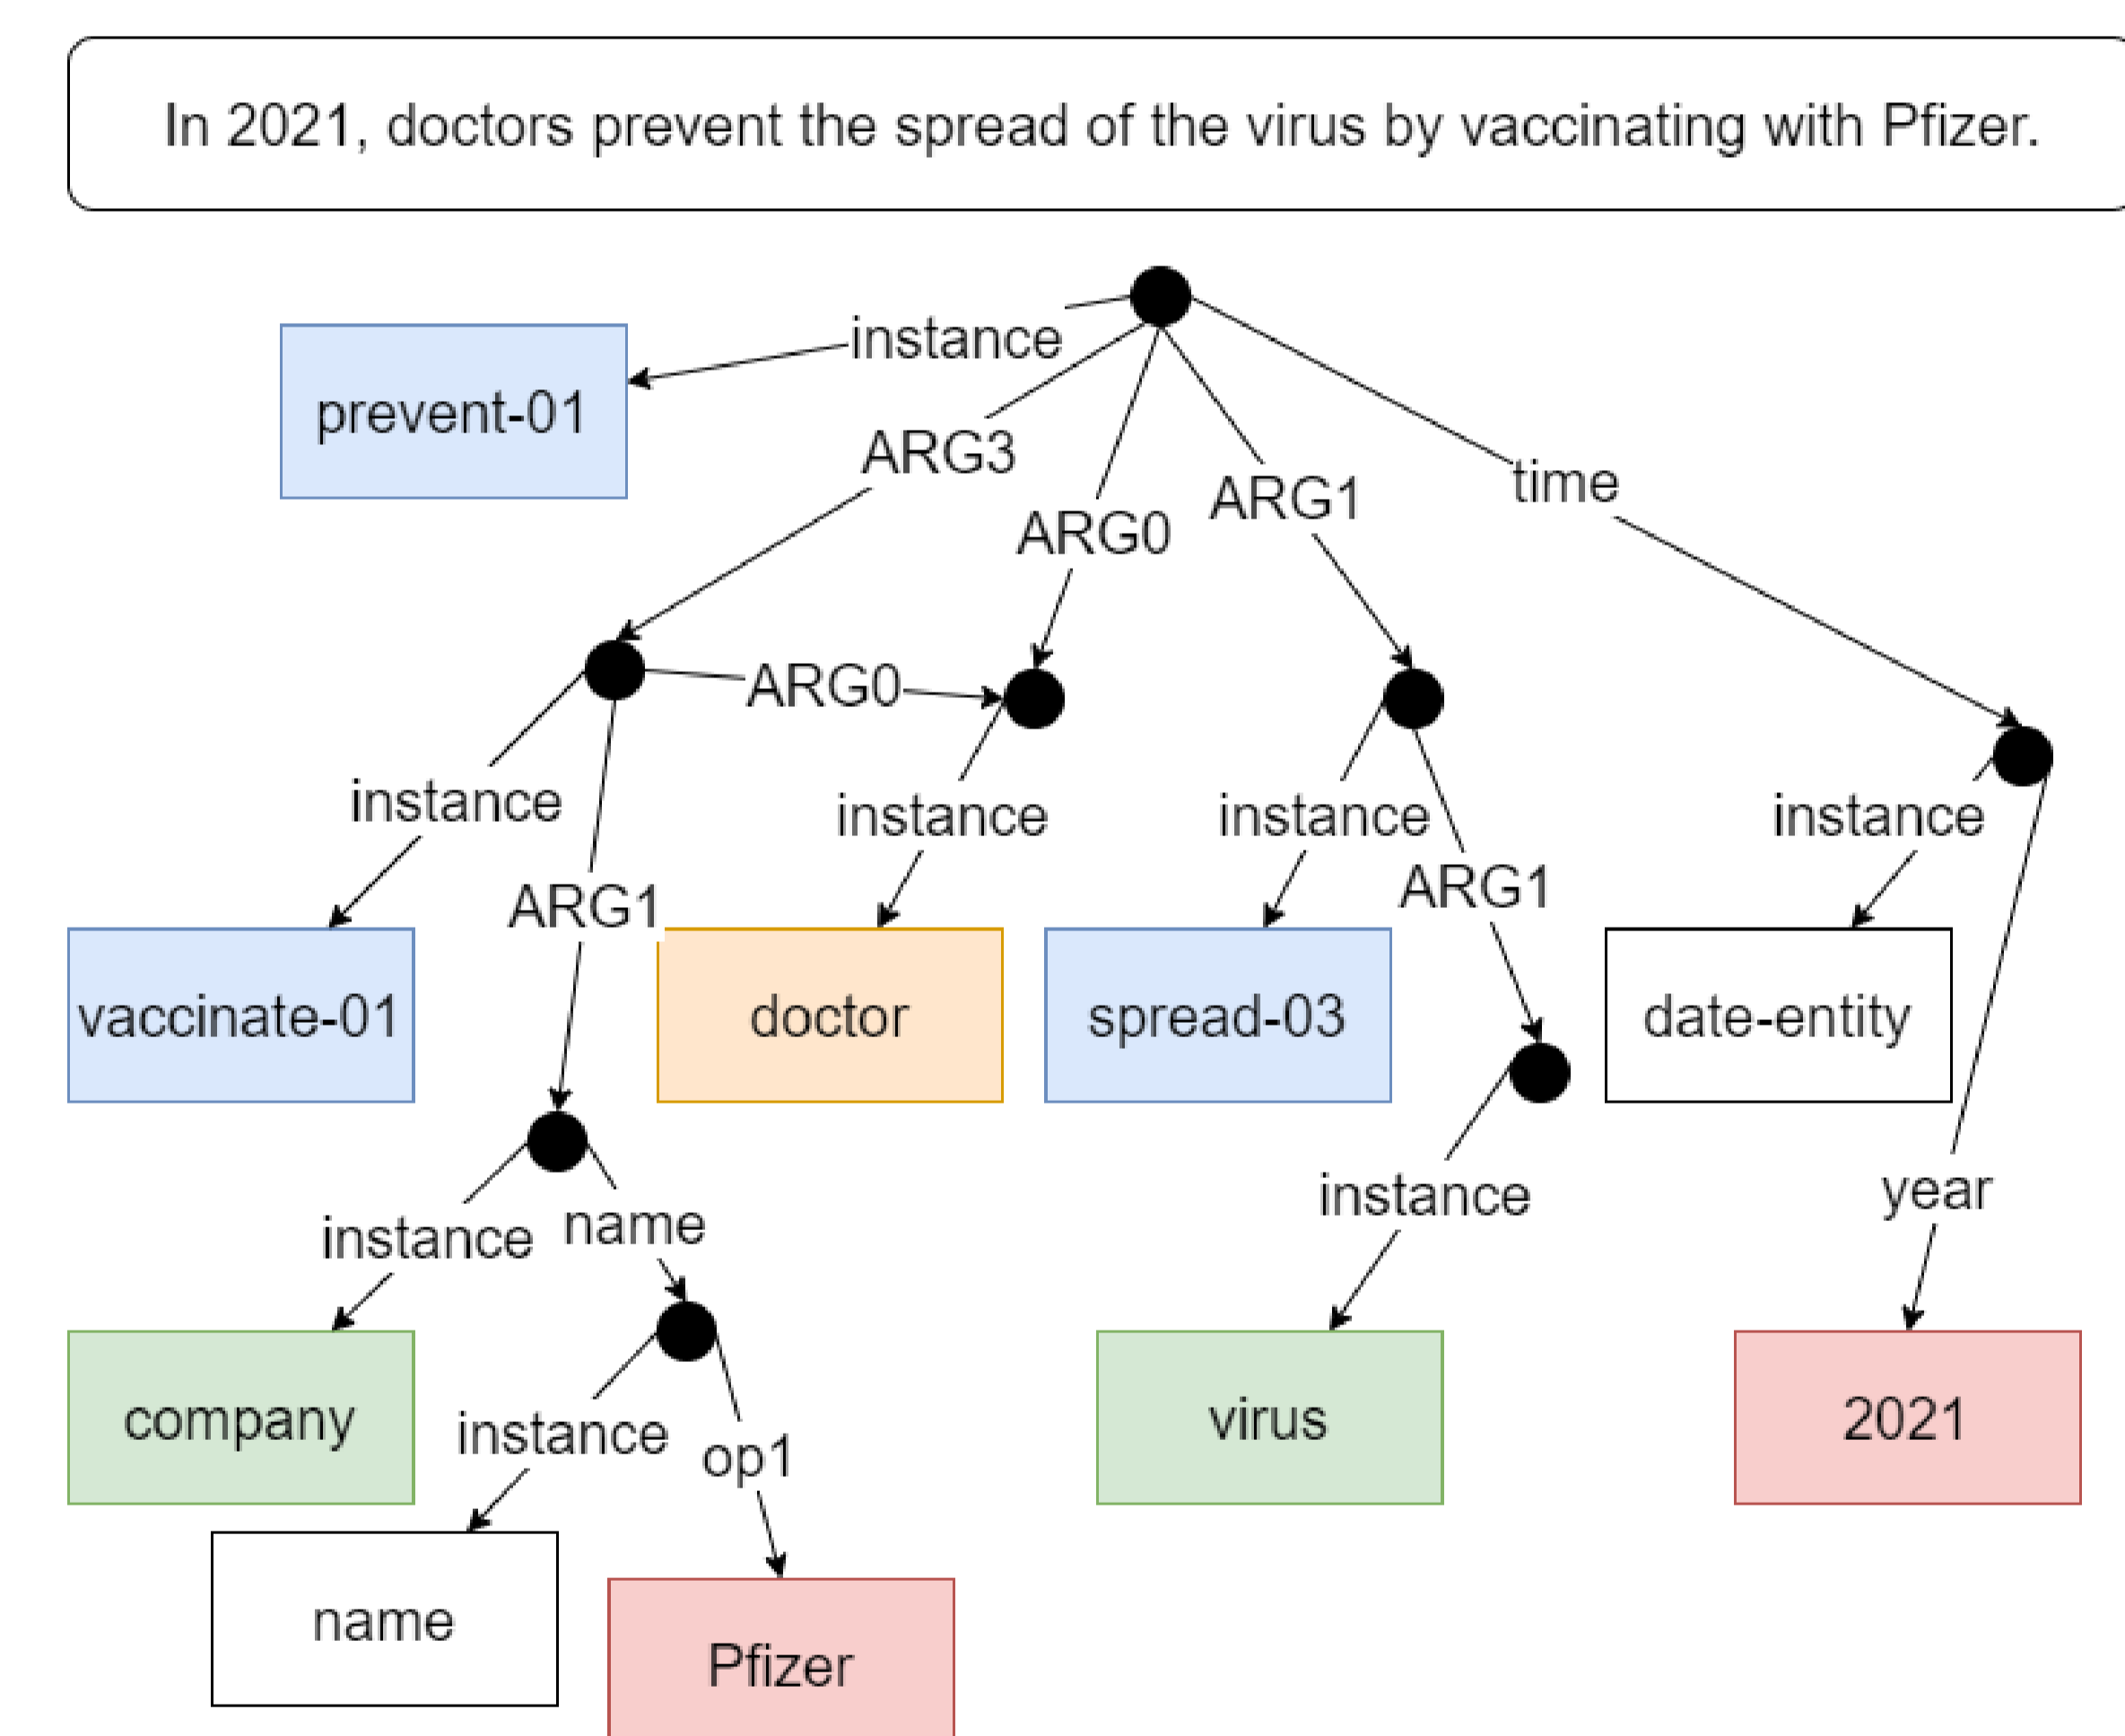 In 2021, doctors prevent the spread of the virus by vaccinating with Pfizer.
instance
prevent-01
ARG3
ARG0
ARG1
time
ARG0
instance
instance
instance
instance
ARG1
ARG1
vaccinate-01
doctor
spread-03
date-entity
instance
name
instance
year
company
instance
op1
virus
2021
name
Pfizer